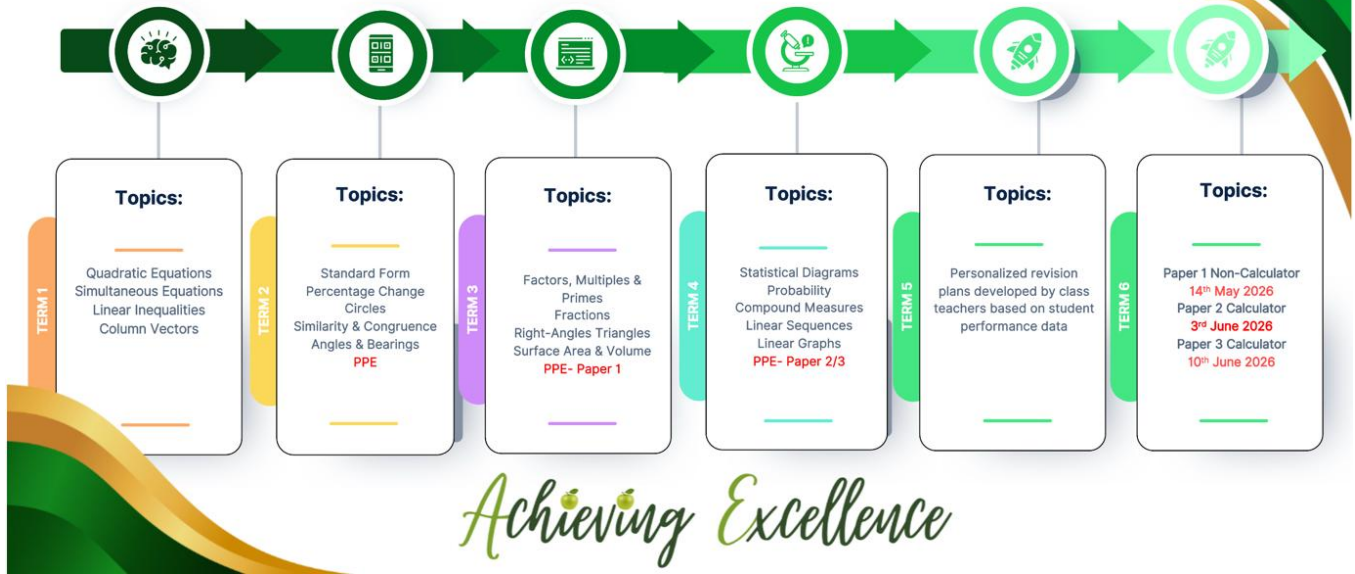 TERM 1
Topics:
Quadratic Equations
Simultaneous Equations
Linear Inequalities
Column Vectors
TERM 2
Topics:
Standard Form
Percentage Change
Circles
Similarity & Congruence
Angles & Bearings
PPE
TERM 3
Topics:
Factors, Multiples &
Primes
Fractions
Right-Angles Triangles
Surface Area & Volume
PPE- Paper 1
TERM 4
Topics:
Statistical Diagrams
Probability
Compound Measures
Linear Sequences
Linear Graphs
PPE- Paper 2/3
TERM 5
Topics:
Personalized revision
plans developed by class
teachers based on student
performance data
TERM 6
Topics:
Paper 1 Non-Calculator
14th May 2026
Paper 2 Calculator
3rd June 2026
Paper 3 Calculator
10th June 2026
Achieving Excellence